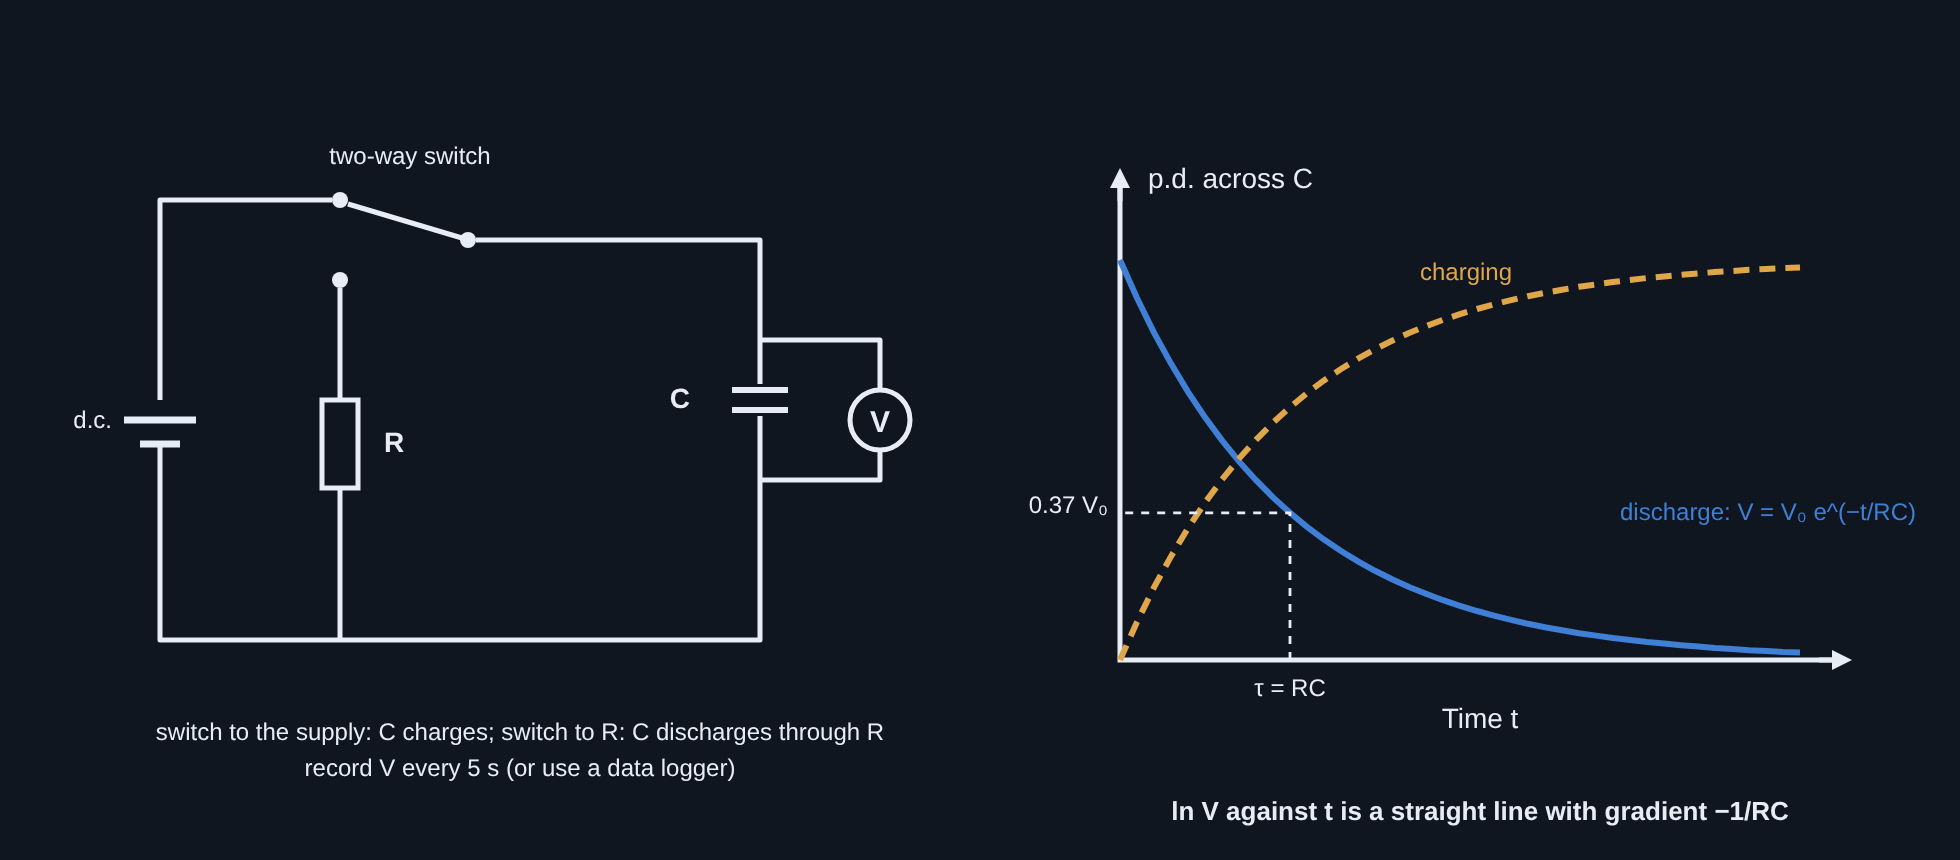 two-way switch
d.c.
R
C
V
switch to the supply: C charges; switch to R: C discharges through R
record V every 5 s (or use a data logger)
p.d. across C
charging
0.37 V₀
discharge: V = V₀ e^(−t/RC)
τ = RC
Time t
ln V against t is a straight line with gradient −1/RC